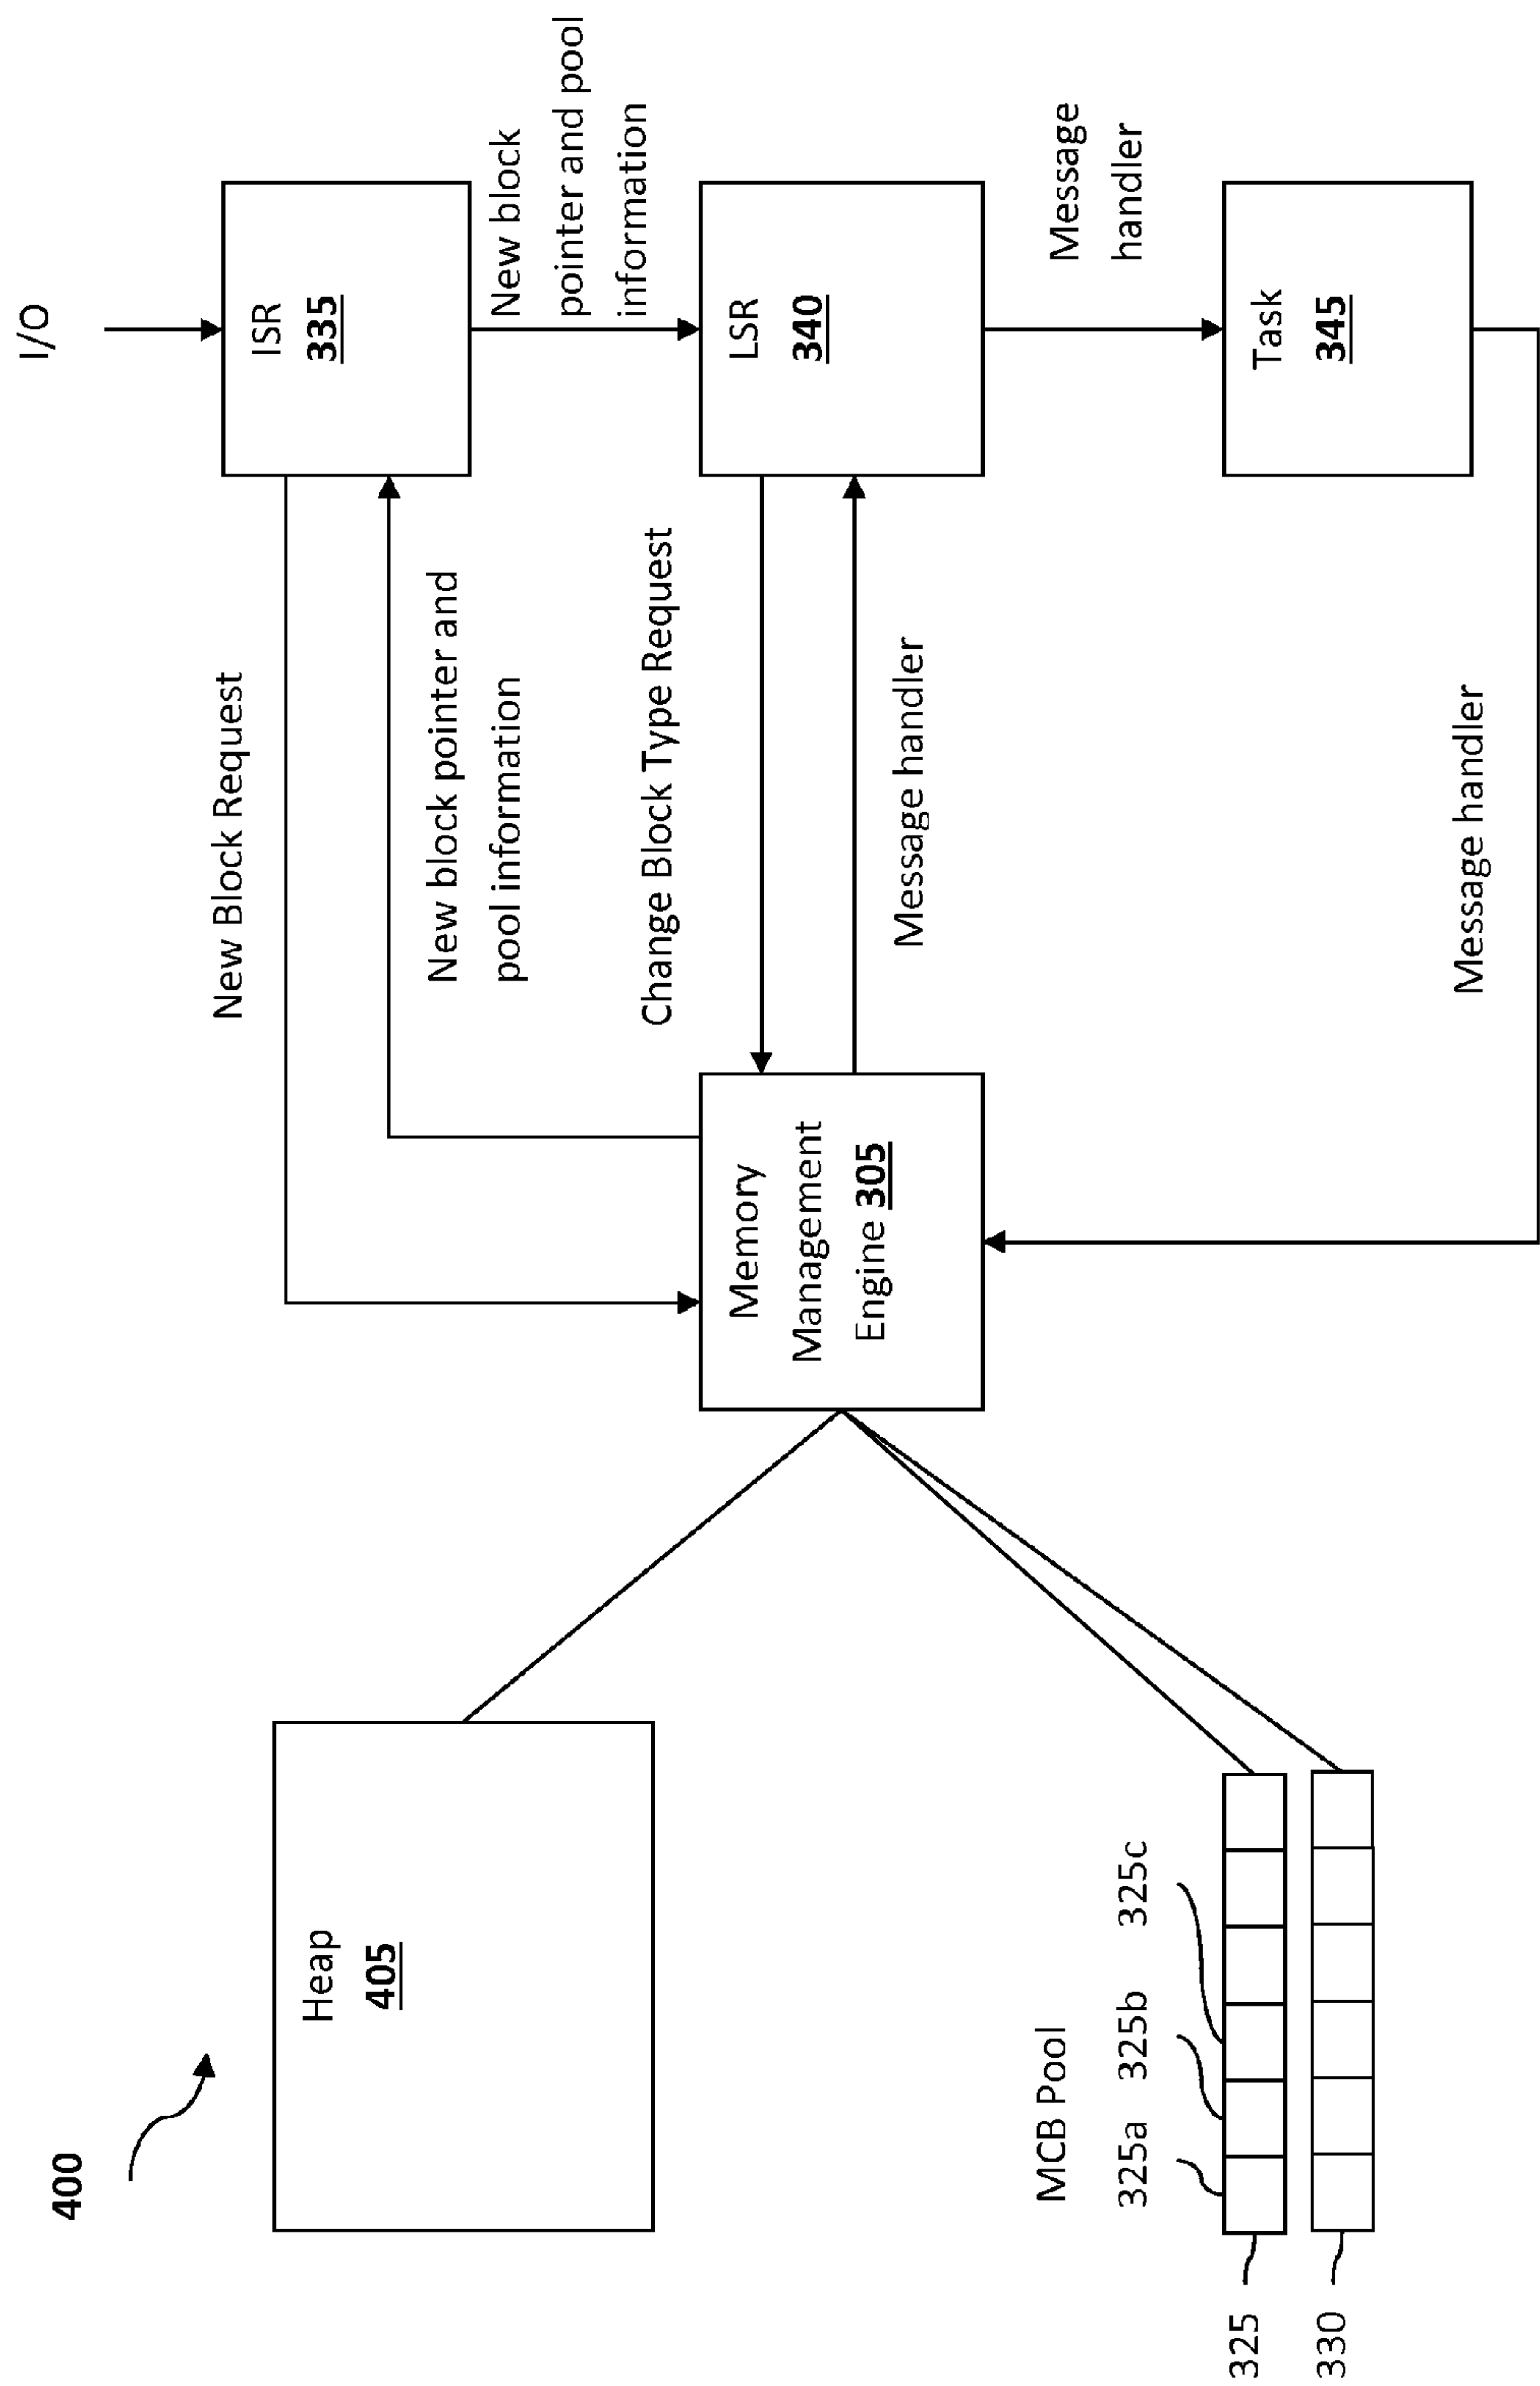 400
Heap
405
MCB Pool
325a
325b
325c
325
330
Memory
Management
Engine 305
New Block Request
New block pointer and
pool information
Change Block Type Request
Message handler
Message handler
I/O
ISR
335
New block
pointer and pool
information
LSR
340
Message
handler
Task
345